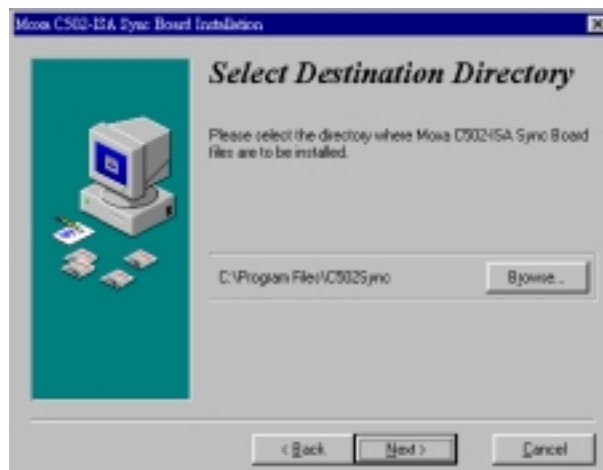 Moxa C502-ISA Sync Board Installation
Select Destination Directory
Please select the directory where Moxa C502-ISA Sync Board
files are to be installed.
C:\Program Files\C502Sync
Browse...
< Back
Next >
Cancel